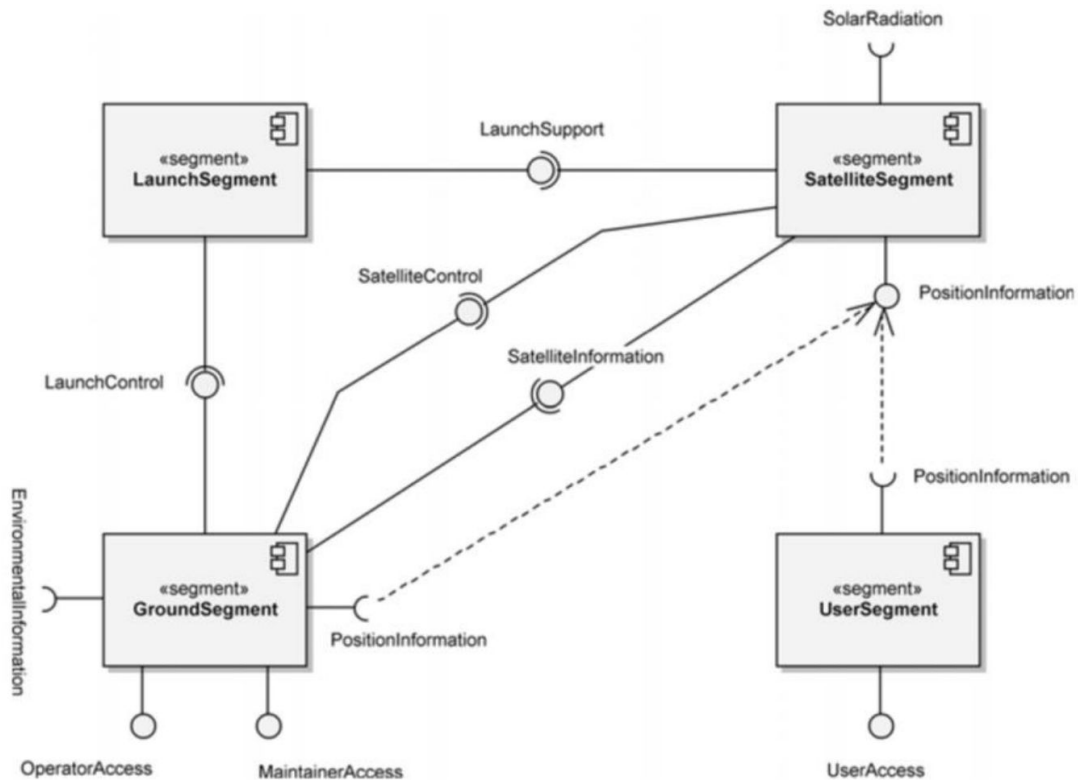 SolarRadiation
LaunchSupport
«segment»
LaunchSegment
«segment»
SatelliteSegment
SatelliteControl
PositionInformation
SatelliteInformation
LaunchControl
PositionInformation
EnvironmentalInformation
«segment»
GroundSegment
«segment»
UserSegment
PositionInformation
OperatorAccess
MaintainerAccess
UserAccess